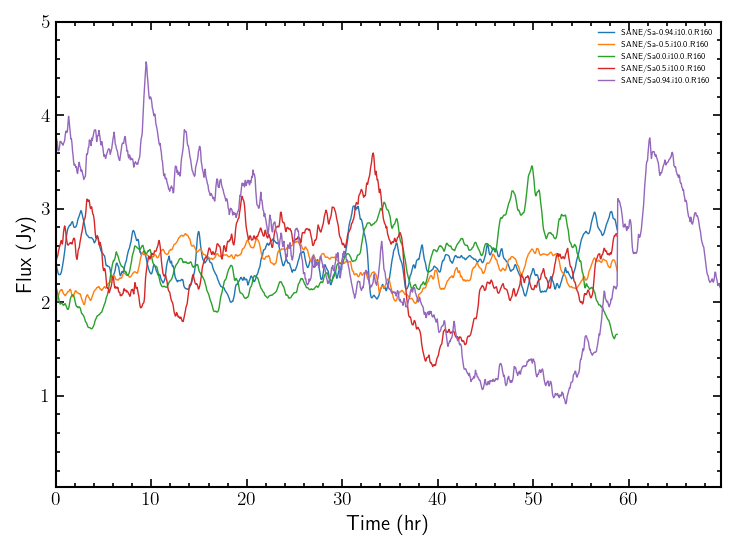 5
4
3
2
1
0
10
20
30
40
50
60
Flux (Jy)
Time (hr)
SANE/Sa-0.94.i10.0.R160
SANE/Sa-0.5.i10.0.R160
SANE/Sa0.0.i10.0.R160
SANE/Sa0.5.i10.0.R160
SANE/Sa0.94.i10.0.R160